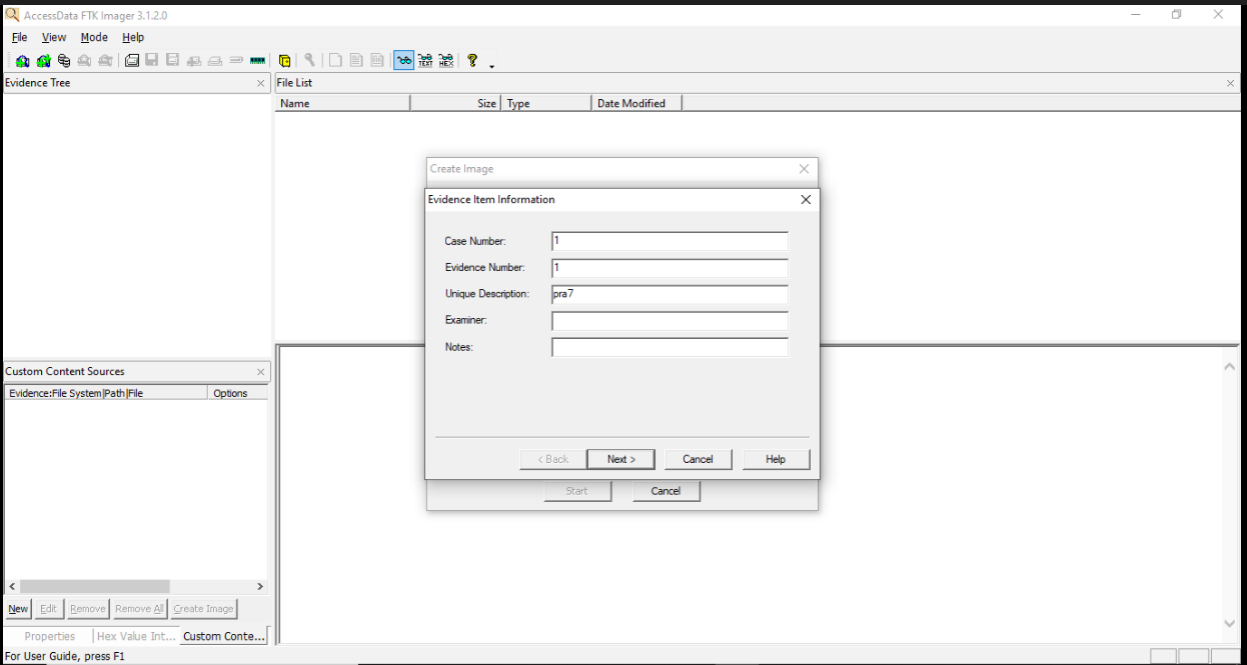 AccessData FTK Imager 3.1.2.0
File View Mode Help
TEXT HEX
Evidence Tree
File List
Name Size Type Date Modified
Create Image
Evidence Item Information
Case Number: 1
Evidence Number: 1
Unique Description: pra7
Examiner:
Notes:
< Back Next > Cancel Help
Start Cancel
Custom Content Sources
Evidence:File System|Path|File Options
New Edit Remove Remove All Create Image
Properties Hex Value Int... Custom Conte...
For User Guide, press F1